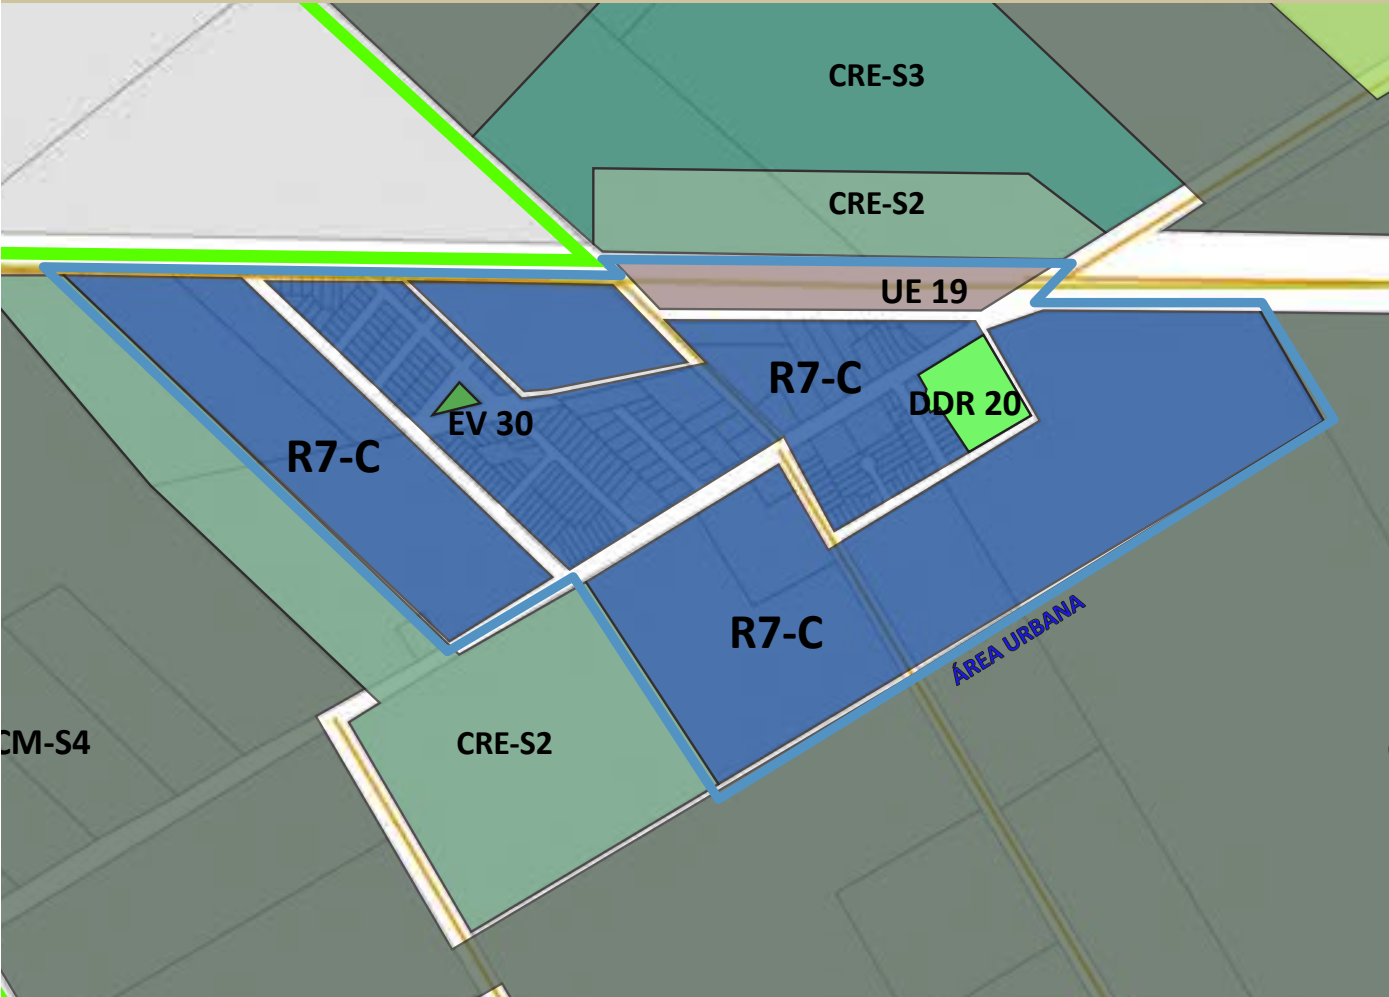 CRE-S3
CRE-S2
UE 19
R7-C
DDR 20
EV 30
R7-C
R7-C
ÁREA URBANA
CM-S4
CRE-S2